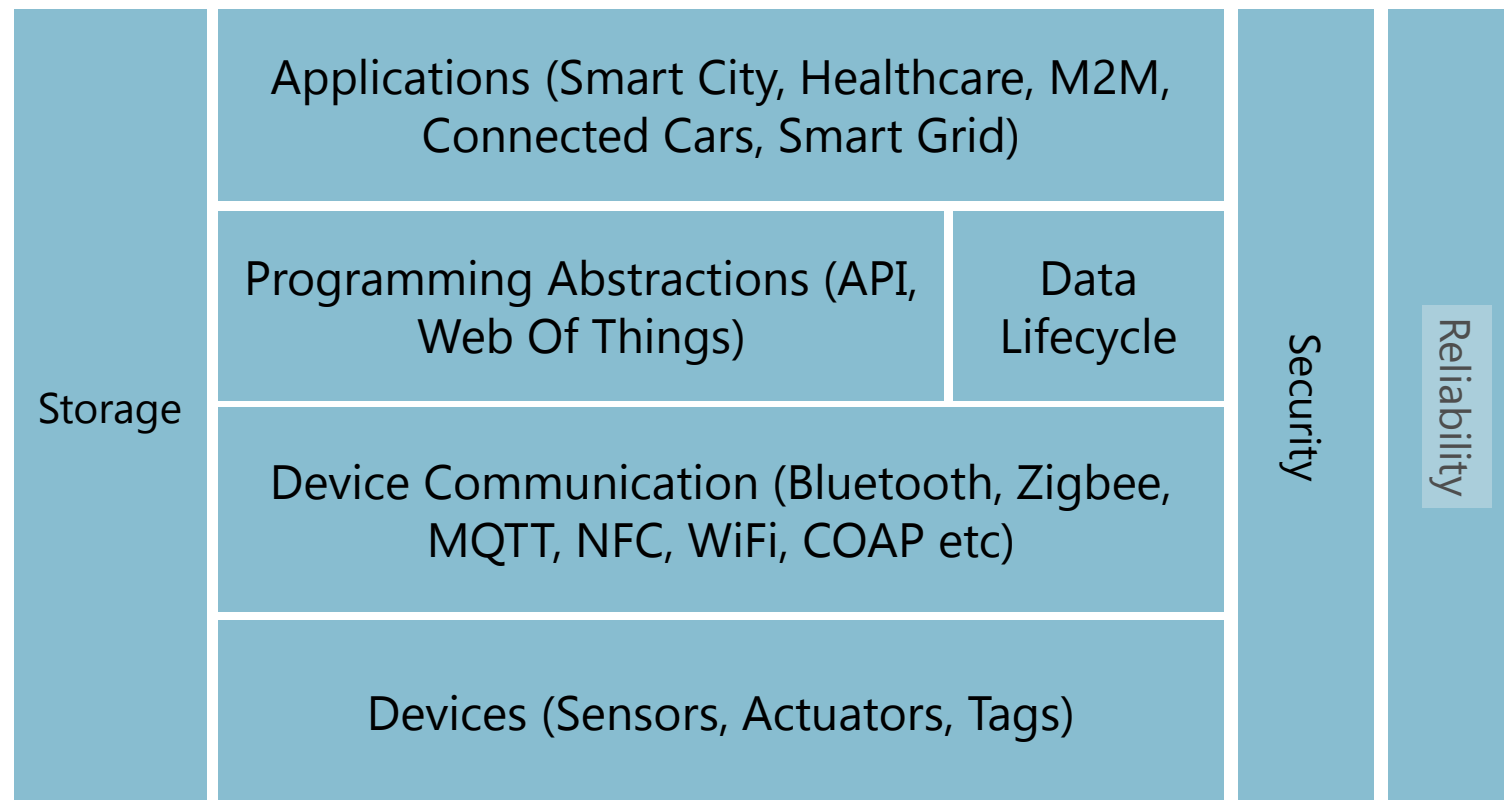 Storage
Applications (Smart City, Healthcare, M2M,
Connected Cars, Smart Grid)
Programming Abstractions (API,
Web Of Things)
Data
Lifecycle
Device Communication (Bluetooth, Zigbee,
MQTT, NFC, WiFi, COAP etc)
Devices (Sensors, Actuators, Tags)
Security
Reliability